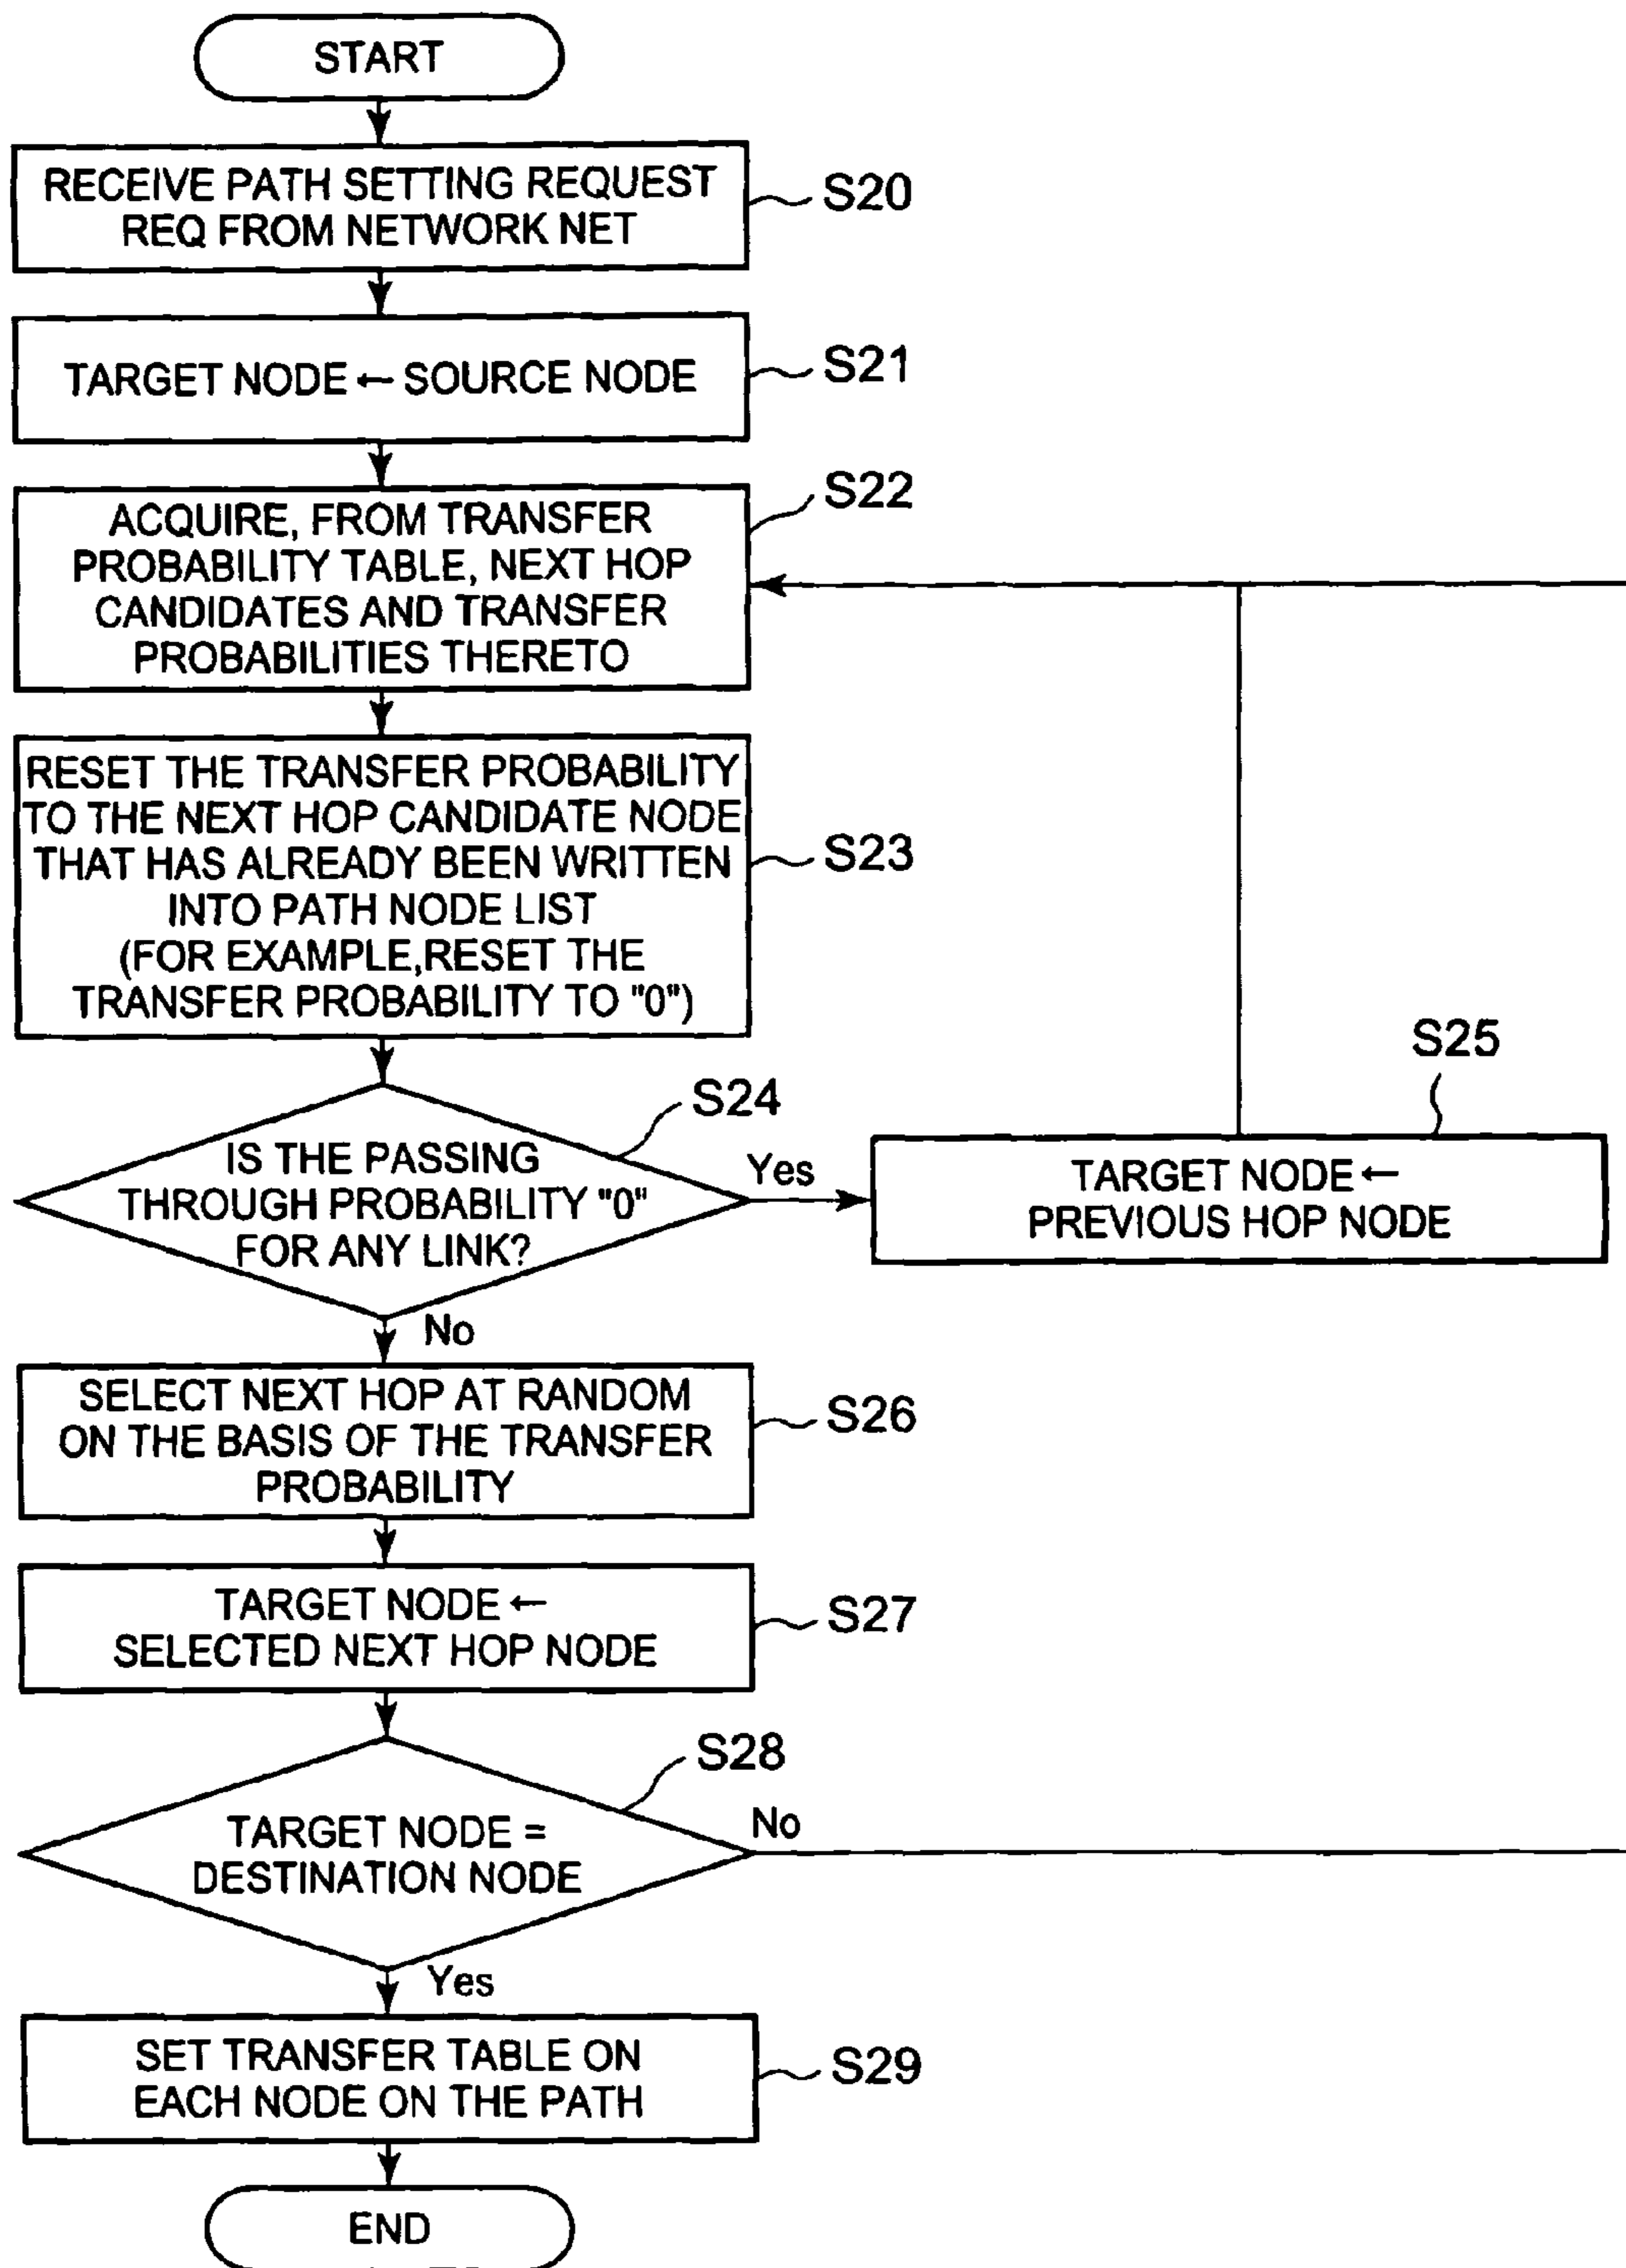 START
RECEIVE PATH SETTING REQUEST
REQ FROM NETWORK NET
S20
TARGET NODE ← SOURCE NODE
S21
ACQUIRE, FROM TRANSFER
PROBABILITY TABLE, NEXT HOP
CANDIDATES AND TRANSFER
PROBABILITIES THERETO
S22
RESET THE TRANSFER PROBABILITY
TO THE NEXT HOP CANDIDATE NODE
THAT HAS ALREADY BEEN WRITTEN
INTO PATH NODE LIST
(FOR EXAMPLE,RESET THE
TRANSFER PROBABILITY TO "0")
S23
IS THE PASSING
THROUGH PROBABILITY "0"
FOR ANY LINK?
S24
Yes
TARGET NODE ←
PREVIOUS HOP NODE
S25
No
SELECT NEXT HOP AT RANDOM
ON THE BASIS OF THE TRANSFER
PROBABILITY
S26
TARGET NODE ←
SELECTED NEXT HOP NODE
S27
TARGET NODE =
DESTINATION NODE
S28
No
Yes
SET TRANSFER TABLE ON
EACH NODE ON THE PATH
S29
END